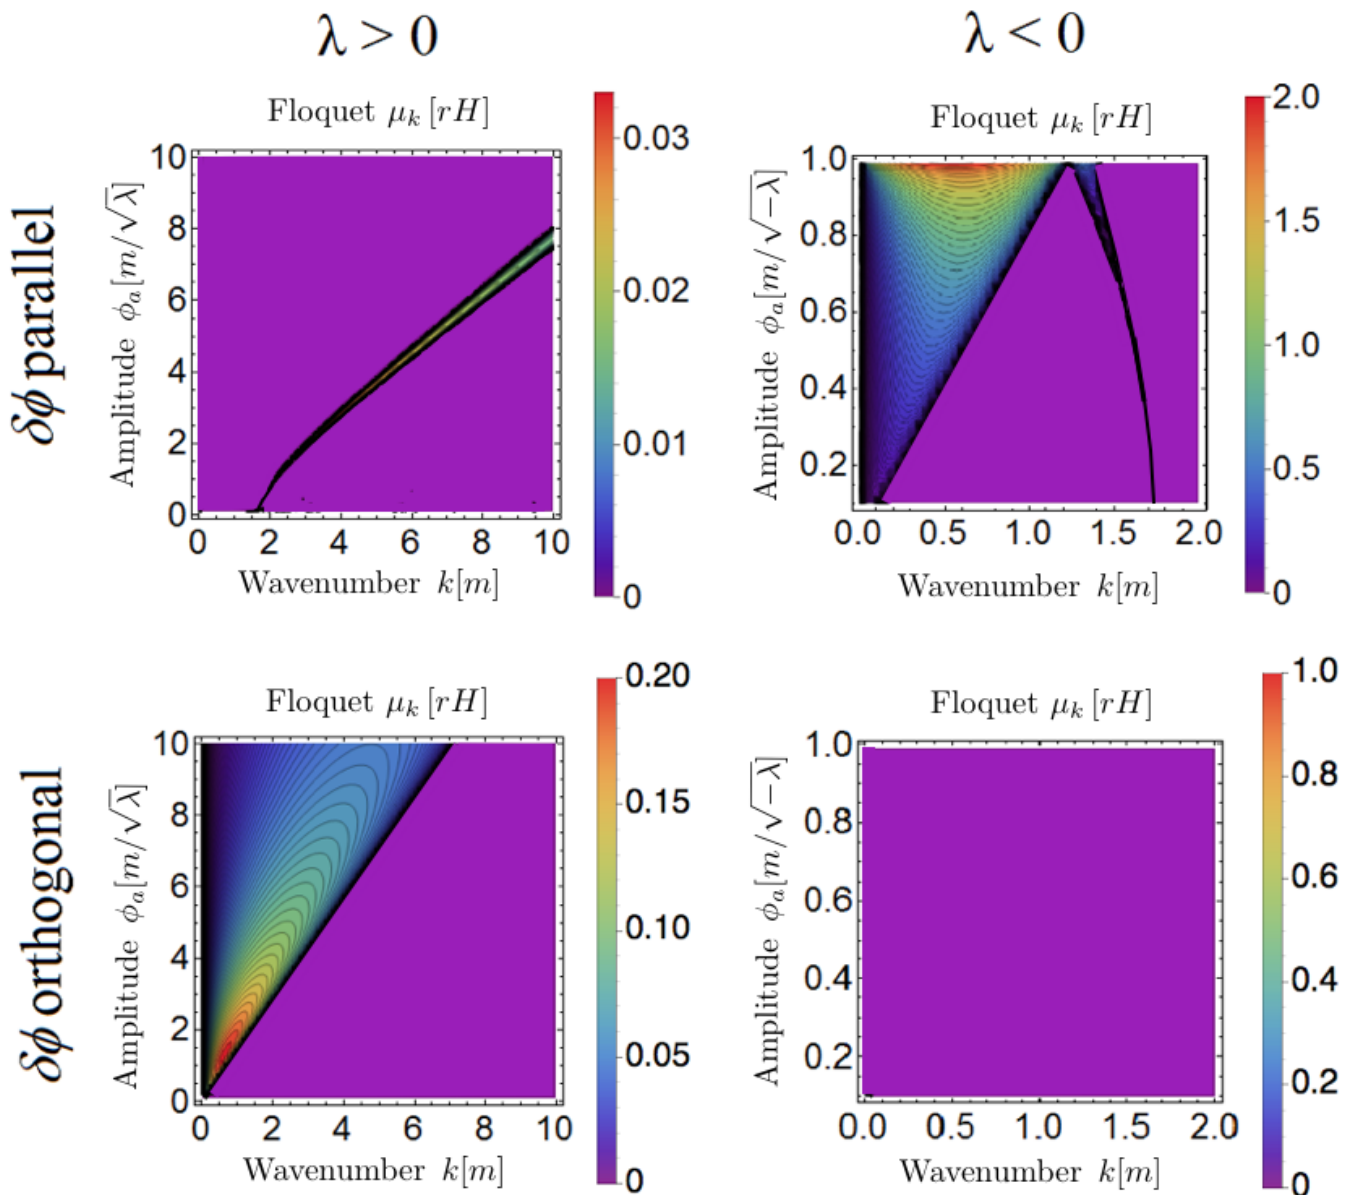 λ > 0
λ < 0
δϕ parallel
Floquet μ_k [rH]
Amplitude ϕ_a[m/√λ]
10
8
6
4
2
0
0 2 4 6 8 10
Wavenumber k[m]
0.03
0.02
0.01
0
Floquet μ_k [rH]
Amplitude ϕ_a[m/√-λ]
1.0
0.8
0.6
0.4
0.2
0.0 0.5 1.0 1.5 2.0
Wavenumber k[m]
2.0
1.5
1.0
0.5
0
δϕ orthogonal
Floquet μ_k [rH]
Amplitude ϕ_a[m/√λ]
10
8
6
4
2
0
0 2 4 6 8 10
Wavenumber k[m]
0.20
0.15
0.10
0.05
0
Floquet μ_k [rH]
Amplitude ϕ_a[m/√-λ]
1.0
0.8
0.6
0.4
0.2
0.0 0.5 1.0 1.5 2.0
Wavenumber k[m]
1.0
0.8
0.6
0.4
0.2
0